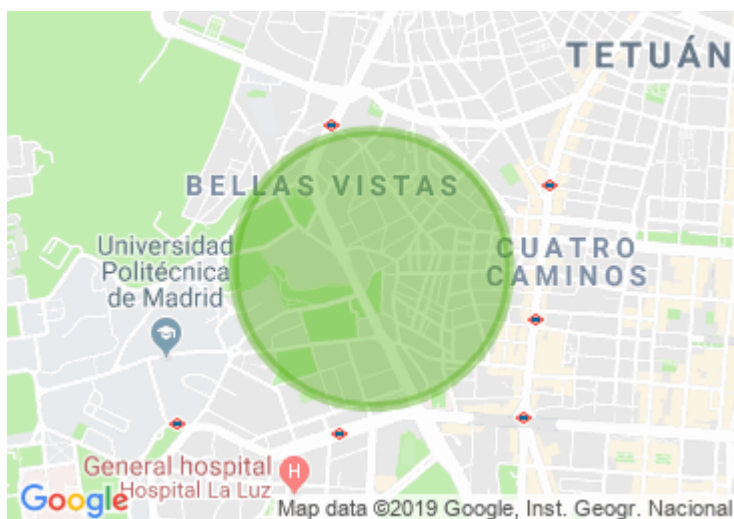 TETUÁN
BELLAS VISTAS
Universidad
Politécnica
de Madrid
CUATRO
CAMINOS
General hospital
Hospital La Luz
H
Google
Map data ©2019 Google, Inst. Geogr. Nacional